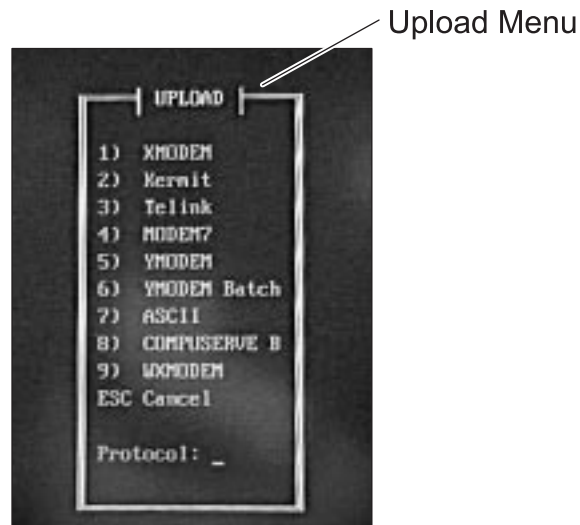 Upload Menu
UPLOAD
1) XMODEM
2) Kermit
3) Telink
4) MODEM7
5) YMODEM
6) YMODEM Batch
7) ASCII
8) COMPUSERVE B
9) WXMODEM
ESC Cancel
Protocol: _